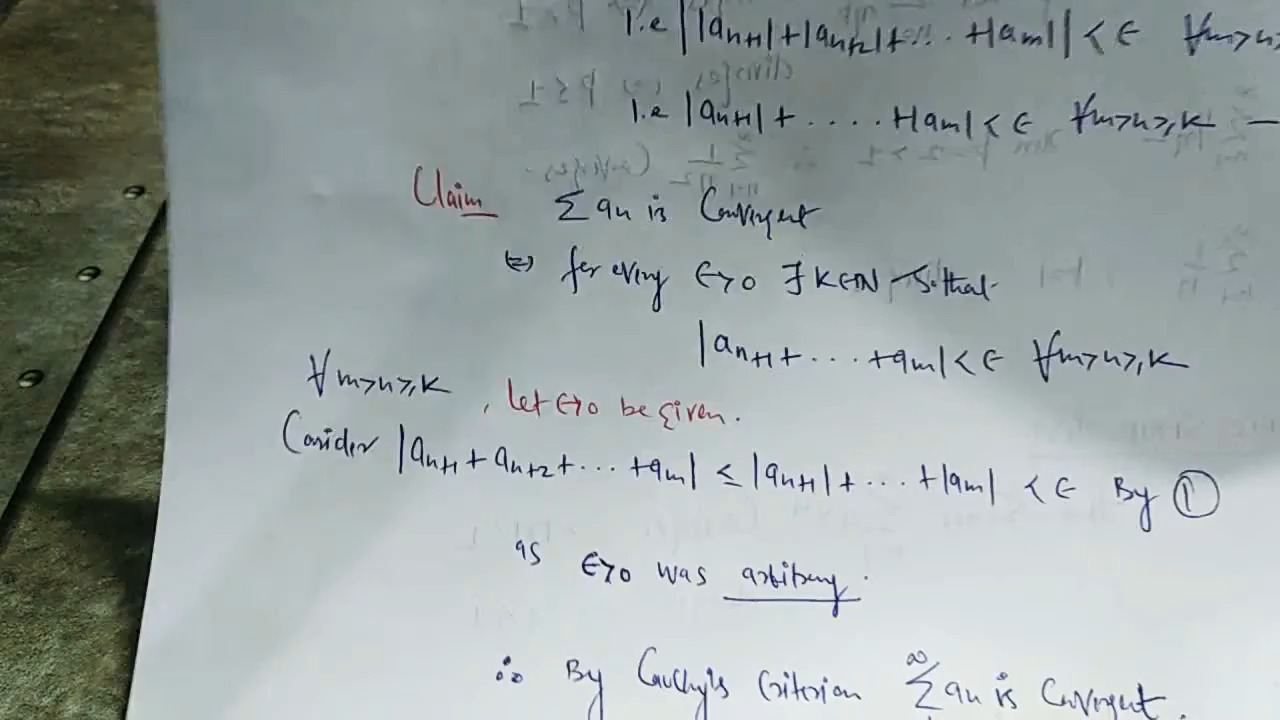 I.e ||an+1|+|an+2|+... +|am|| < ∈ ∀m>n>
I.e |an+1| + .... +|am| < ∈ ∀m>n≥k —
Claim Σ an is Convergent
⇔ for every ∈>0 ∃ K∈N So that
|an+1 + ... +am| < ∈ ∀m>n≥k
∀m>n≥k , let ∈>0 be given.
Consider |an+1 + an+2 + ... +am| ≤ |an+1| + ... +|am| < ∈ By ①
as ∈>0 was arbitrary.
∴ By Cauchy's Criterion ∞Σ an is Convergent.